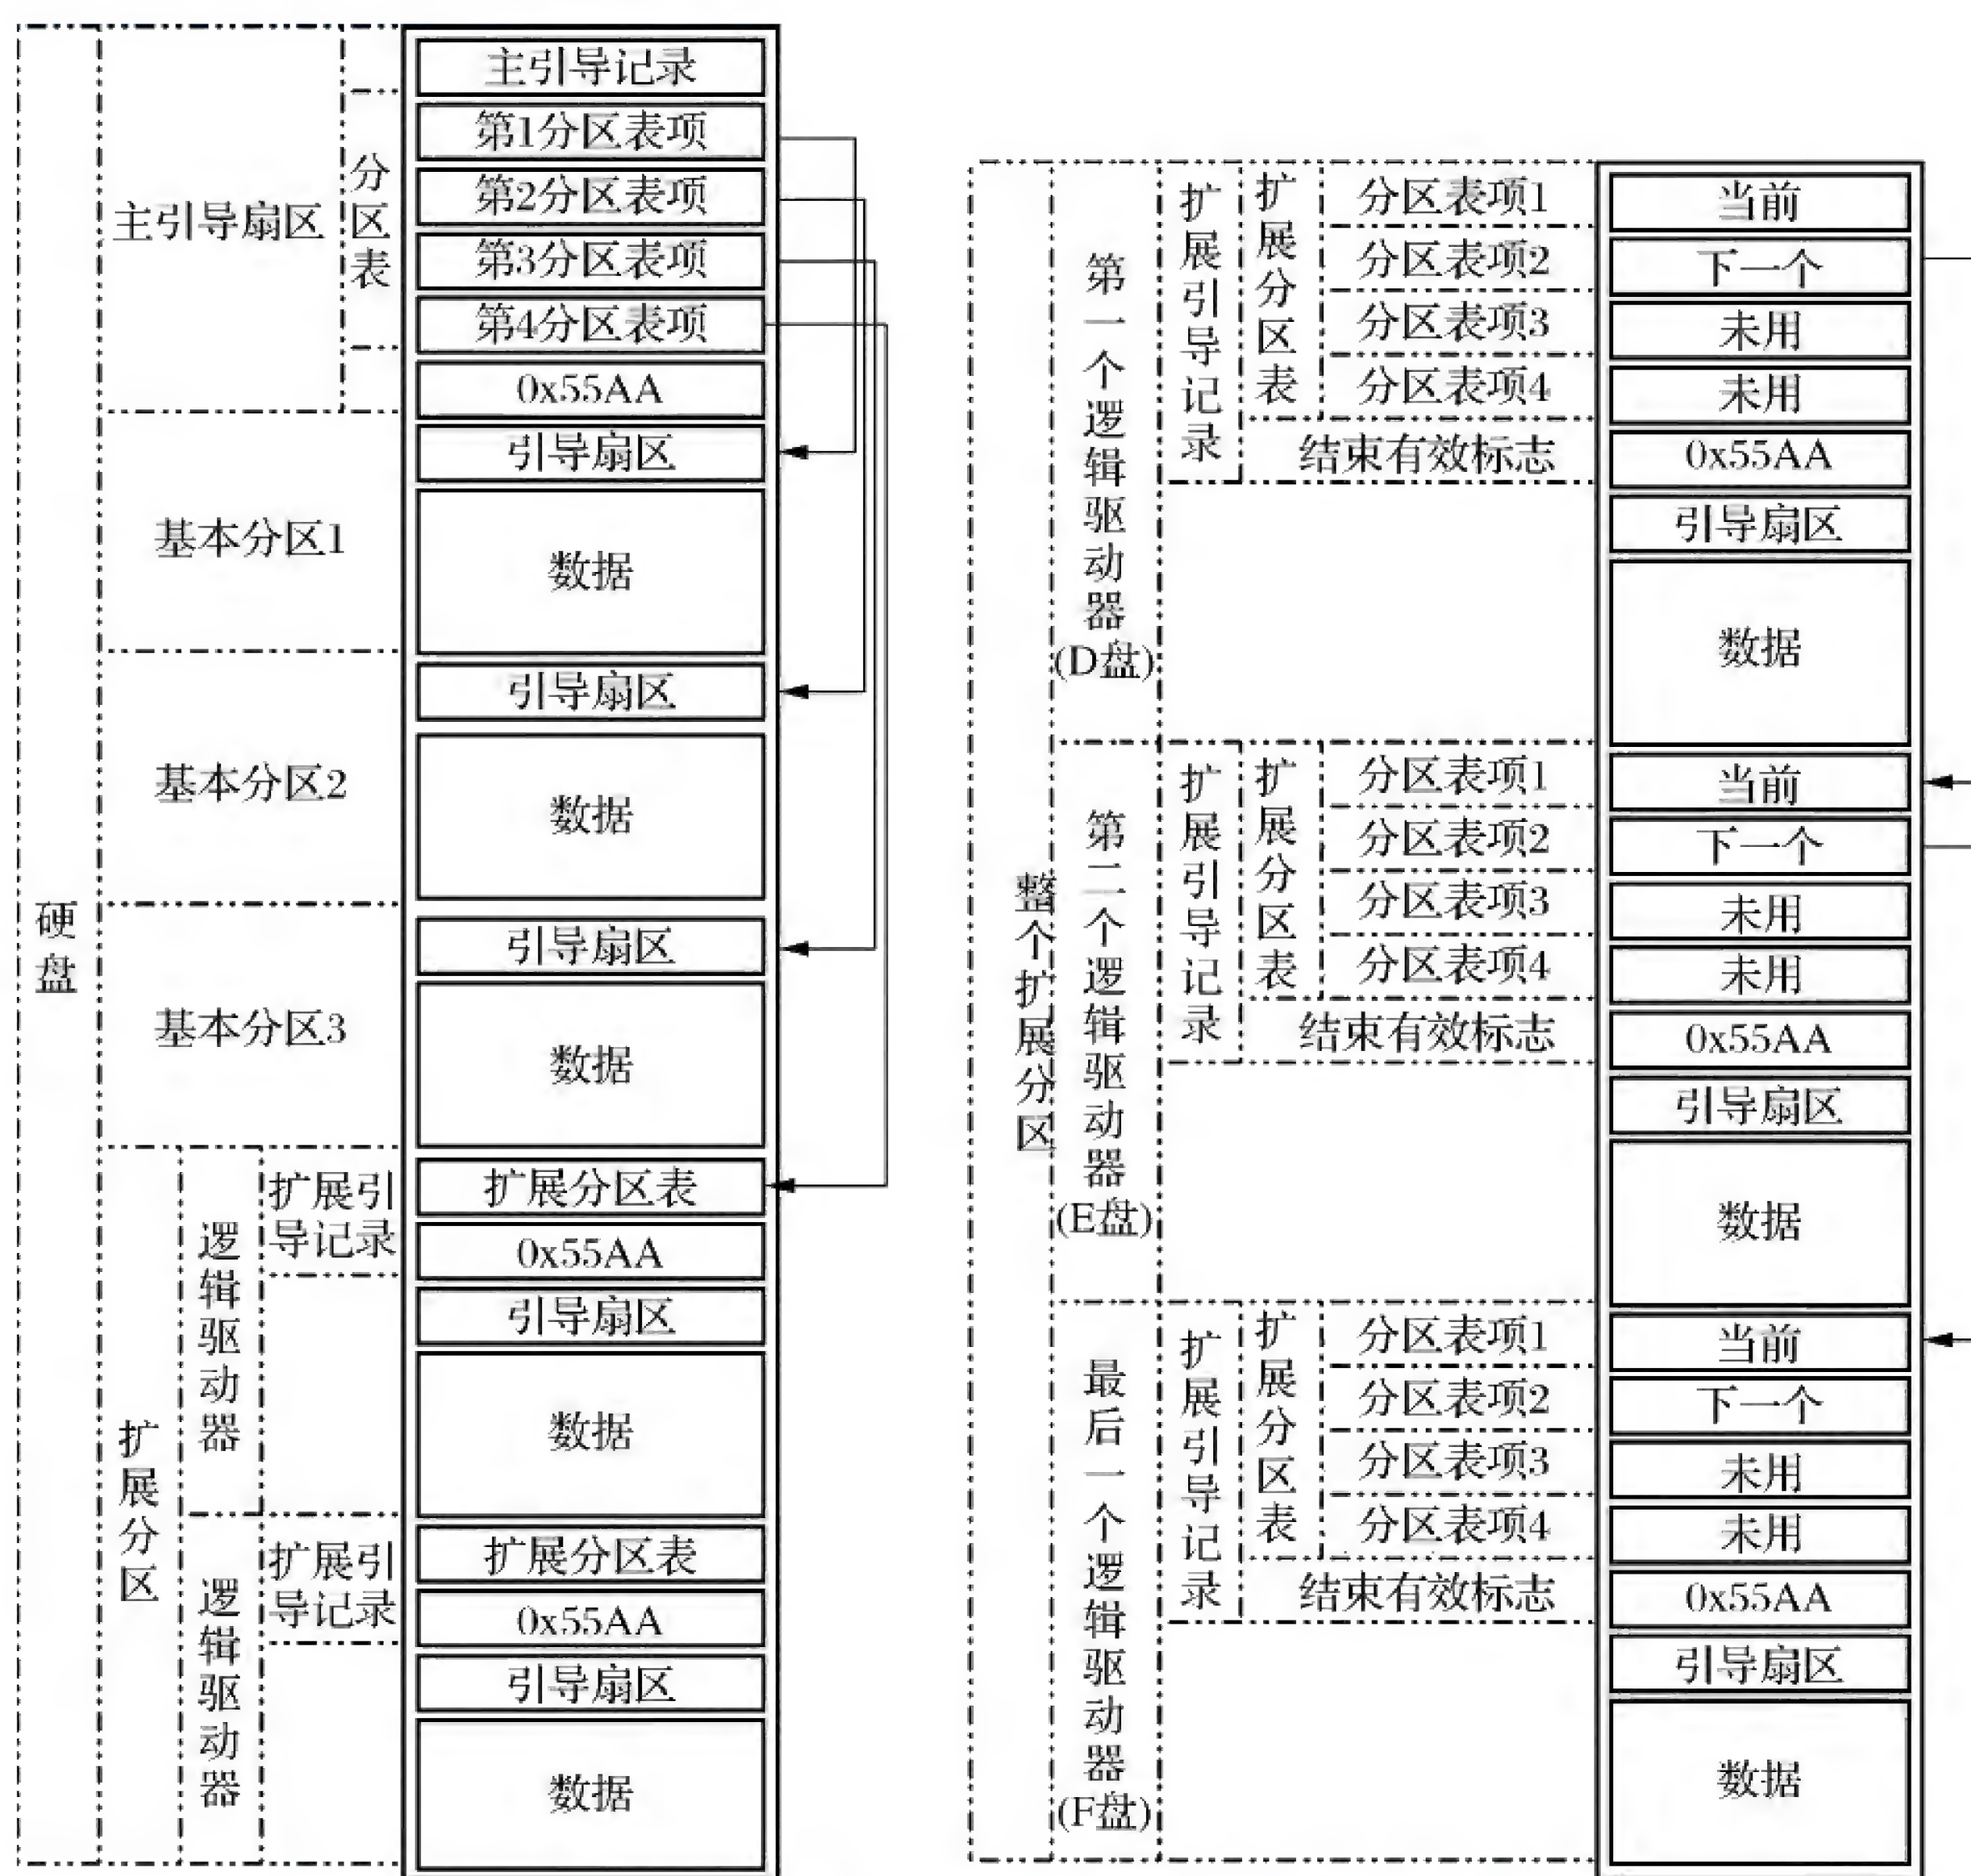 硬盘
主引导扇区
分区表
主引导记录
第1分区表项
第2分区表项
第3分区表项
第4分区表项
0x55AA
基本分区1
引导扇区
数据
基本分区2
引导扇区
数据
基本分区3
引导扇区
数据
扩展分区
逻辑驱动器
扩展引
导记录
扩展分区表
0x55AA
引导扇区
数据
逻辑驱动器
扩展引
导记录
扩展分区表
0x55AA
引导扇区
数据
整个扩展分区
第一个逻辑驱动器
(D盘)
扩展引导记录
扩展分区表
分区表项1
当前
分区表项2
下一个
分区表项3
未用
分区表项4
未用
结束有效标志
0x55AA
引导扇区
数据
第二个逻辑驱动器
(E盘)
扩展引导记录
扩展分区表
分区表项1
当前
分区表项2
下一个
分区表项3
未用
分区表项4
未用
结束有效标志
0x55AA
引导扇区
数据
最后一个逻辑驱动器
(F盘)
扩展引导记录
扩展分区表
分区表项1
当前
分区表项2
下一个
分区表项3
未用
分区表项4
未用
结束有效标志
0x55AA
引导扇区
数据